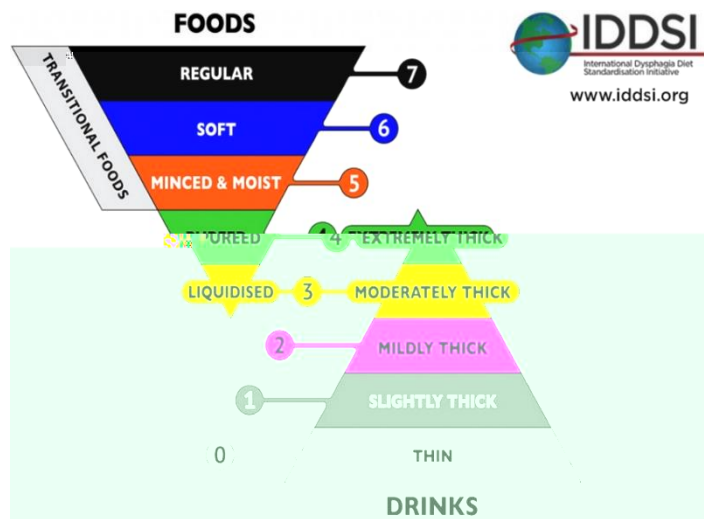 FOODS
IDDSI
International Dysphagia Diet
Standardisation Initiative
www.iddsi.org
TRANSITIONAL FOODS
REGULAR
7
SOFT
6
MINCED & MOIST
5
PUREED
4
EXTREMELY THICK
LIQUIDISED
3
MODERATELY THICK
2
MILDLY THICK
1
SLIGHTLY THICK
0
THIN
DRINKS